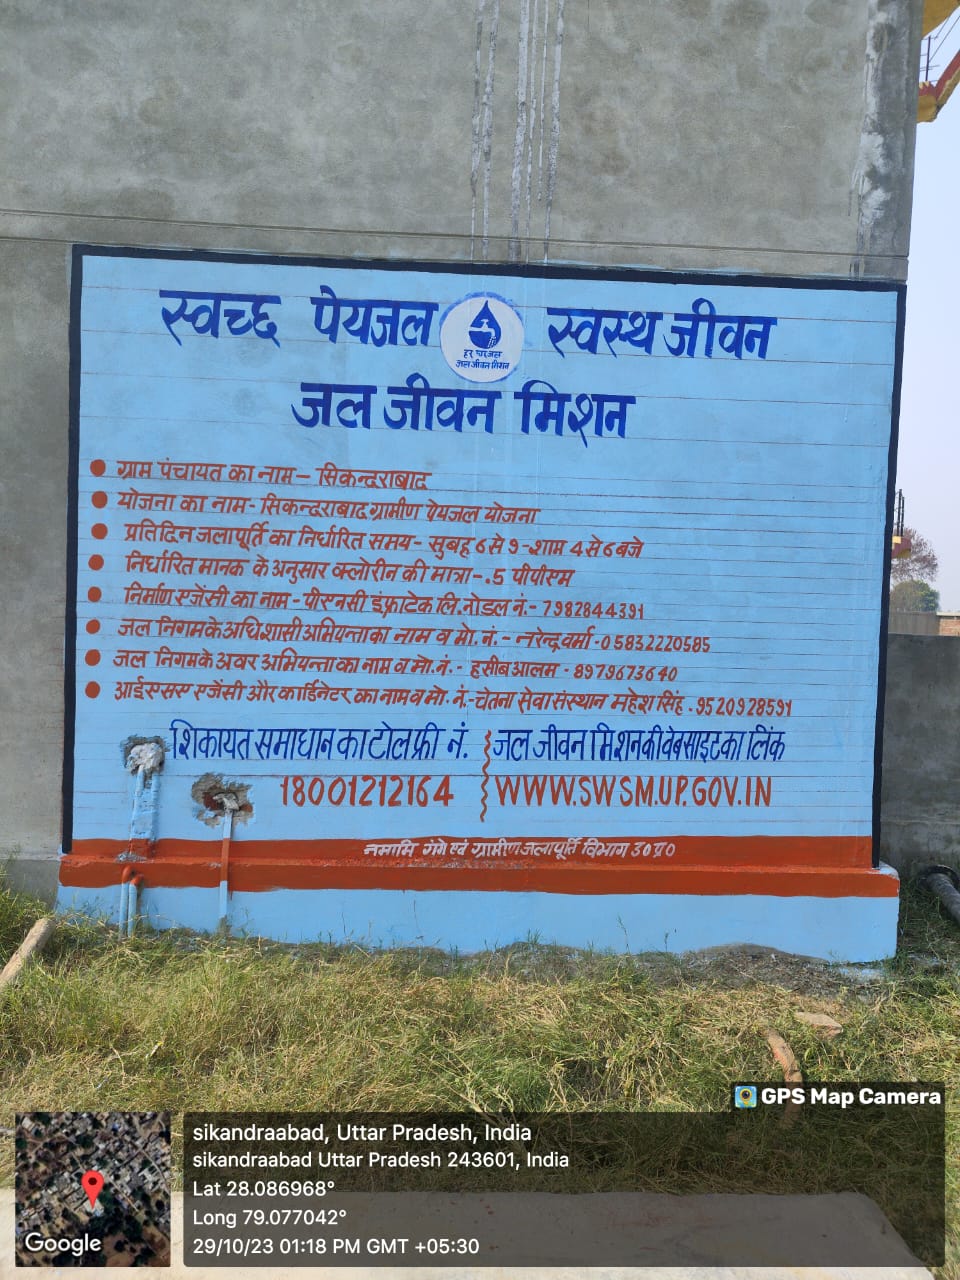 स्वच्छ पेयजल स्वस्थ जीवन
हर घर जल
जल जीवन मिशन
जल जीवन मिशन
ग्राम पंचायत का नाम - सिकन्दराबाद
योजना का नाम - सिकन्दराबाद ग्रामीण पेयजल योजना
प्रतिदिन जलापूर्ति का निर्धारित समय - सुबह 6 से 9 - शाम 4 से 6 बजे
निर्धारित मानक के अनुसार क्लोरीन की मात्रा - .5 पीपीएम
निर्माण एजेंसी का नाम - पीएनसी इंफ्राटेक लि. नोडल नं. - 7982844391
जल निगम के अधिशासी अभियन्ता का नाम व मो. नं. - नरेन्द्र वर्मा - 05832220585
जल निगम के अवर अभियन्ता का नाम व मो. नं. - हसीब आलम - 8979673640
आईएसए एजेंसी और कार्डिनेटर का नाम व मो. नं. - चेतना सेवा संस्थान महेश सिंह - 9520928591
शिकायत समाधान का टोल फ्री नं.
18001212164
जल जीवन मिशन की वेबसाइट का लिंक
WWW.SWSM.UP.GOV.IN
नमामि गंगे एवं ग्रामीण जलापूर्ति विभाग उ०प्र०
GPS Map Camera
sikandraabad, Uttar Pradesh, India
sikandraabad Uttar Pradesh 243601, India
Lat 28.086968°
Long 79.077042°
29/10/23 01:18 PM GMT +05:30
Google